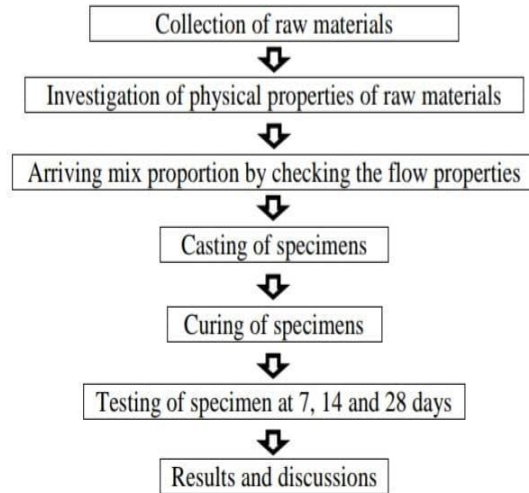 Collection of raw materials
Investigation of physical properties of raw materials
Arriving mix proportion by checking the flow properties
Casting of specimens
Curing of specimens
Testing of specimen at 7, 14 and 28 days
Results and discussions